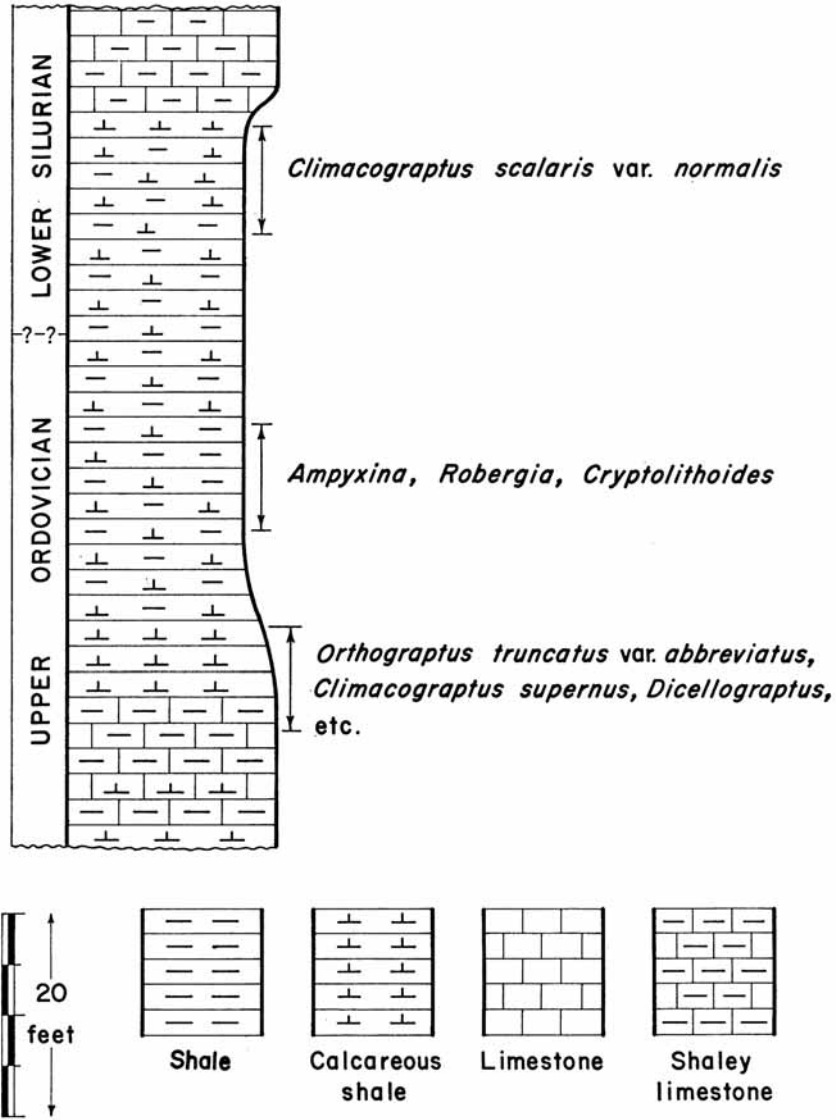 LOWER SILURIAN
Climacograptus scalaris var. normalis
-?-?-
UPPER ORDOVICIAN
Ampyxina, Robergia, Cryptolithoides
Orthograptus truncatus var. abbreviatus,
Climacograptus supernus, Dicellograptus,
etc.
20
feet
Shale
Calcareous
shale
Limestone
Shaley
limestone